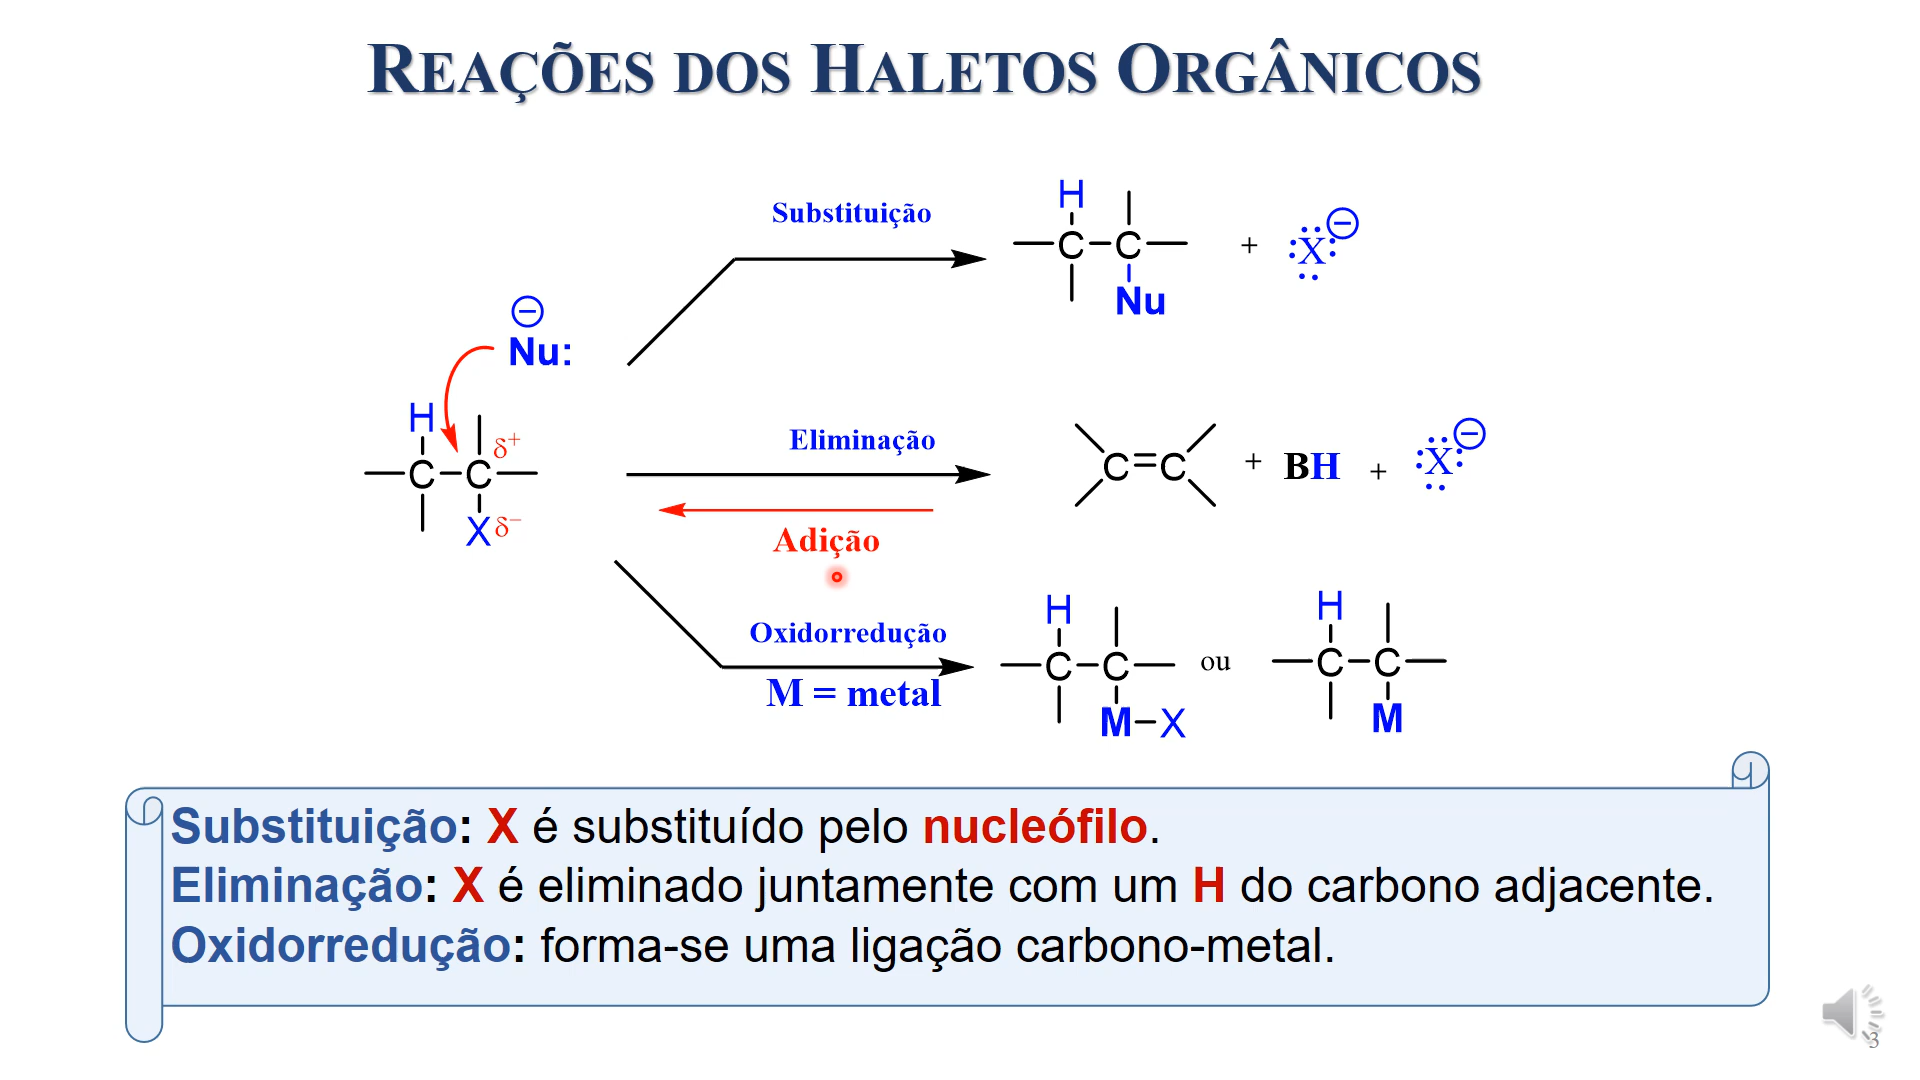 REAÇÕES DOS HALETOS ORGÂNICOS
Substituição
H
C C
Nu
+ X
Nu:
H
C C δ+
X δ−
Eliminação
C=C + BH + X
Adição
Oxidorredução
M = metal
H
C C
M–X
ou
H
C C
M
Substituição: X é substituído pelo nucleófilo.
Eliminação: X é eliminado juntamente com um H do carbono adjacente.
Oxidorredução: forma-se uma ligação carbono-metal.
3